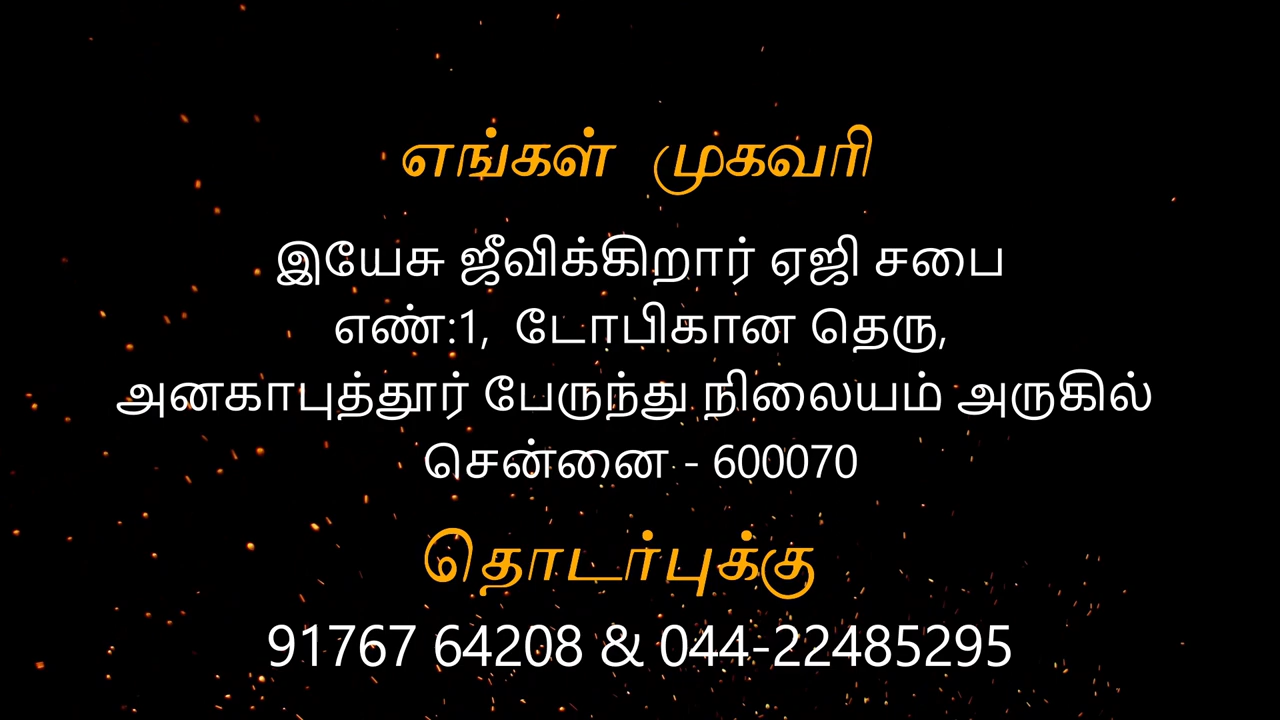 எங்கள் முகவரி
இயேசு ஜீவிக்கிறார் ஏஜி சபை
எண்:1, டோபிகான தெரு,
அனகாபுத்தூர் பேருந்து நிலையம் அருகில்
சென்னை - 600070
தொடர்புக்கு
91767 64208 & 044-22485295